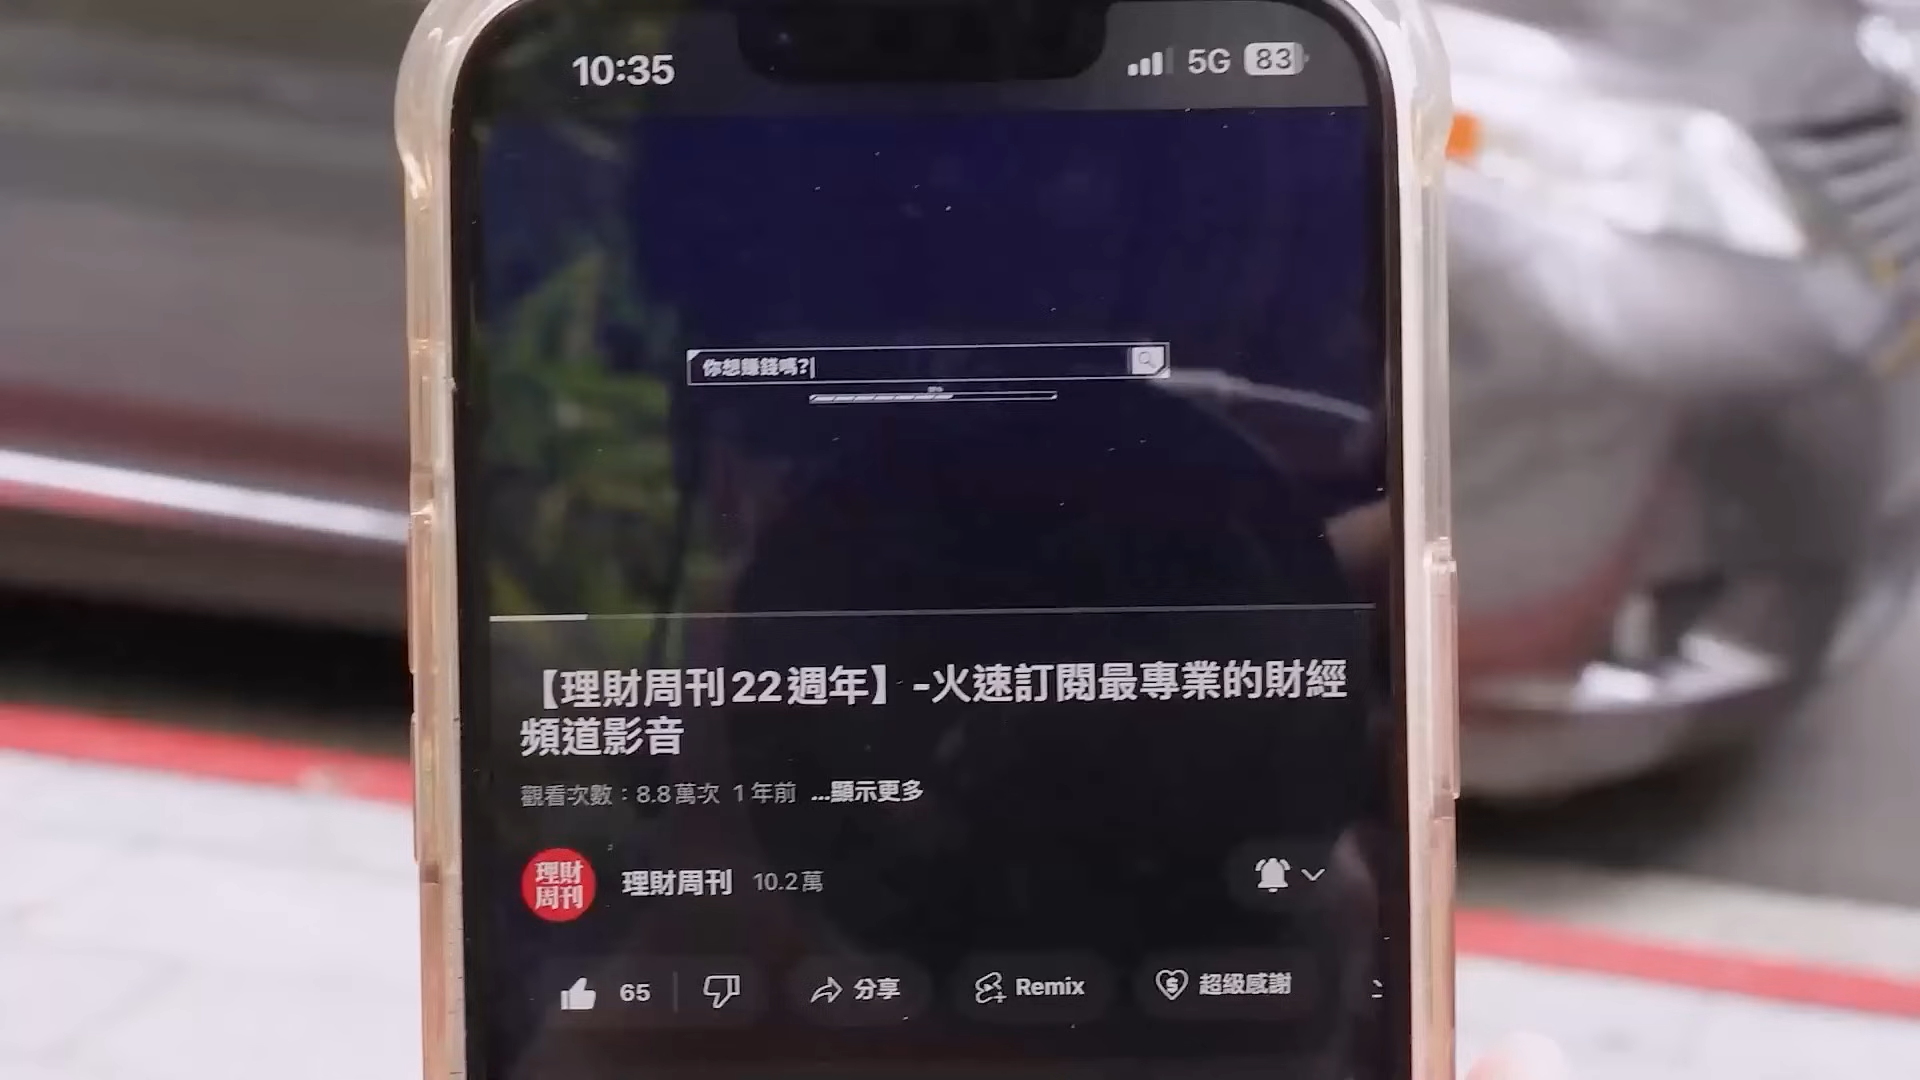 10:35
5G 83
你想賺錢嗎?
【理財周刊22週年】-火速訂閱最專業的財經
頻道影音
觀看次數：8.8萬次 1年前 ...顯示更多
理財
周刊
理財周刊 10.2萬
65 分享 Remix 超級感謝